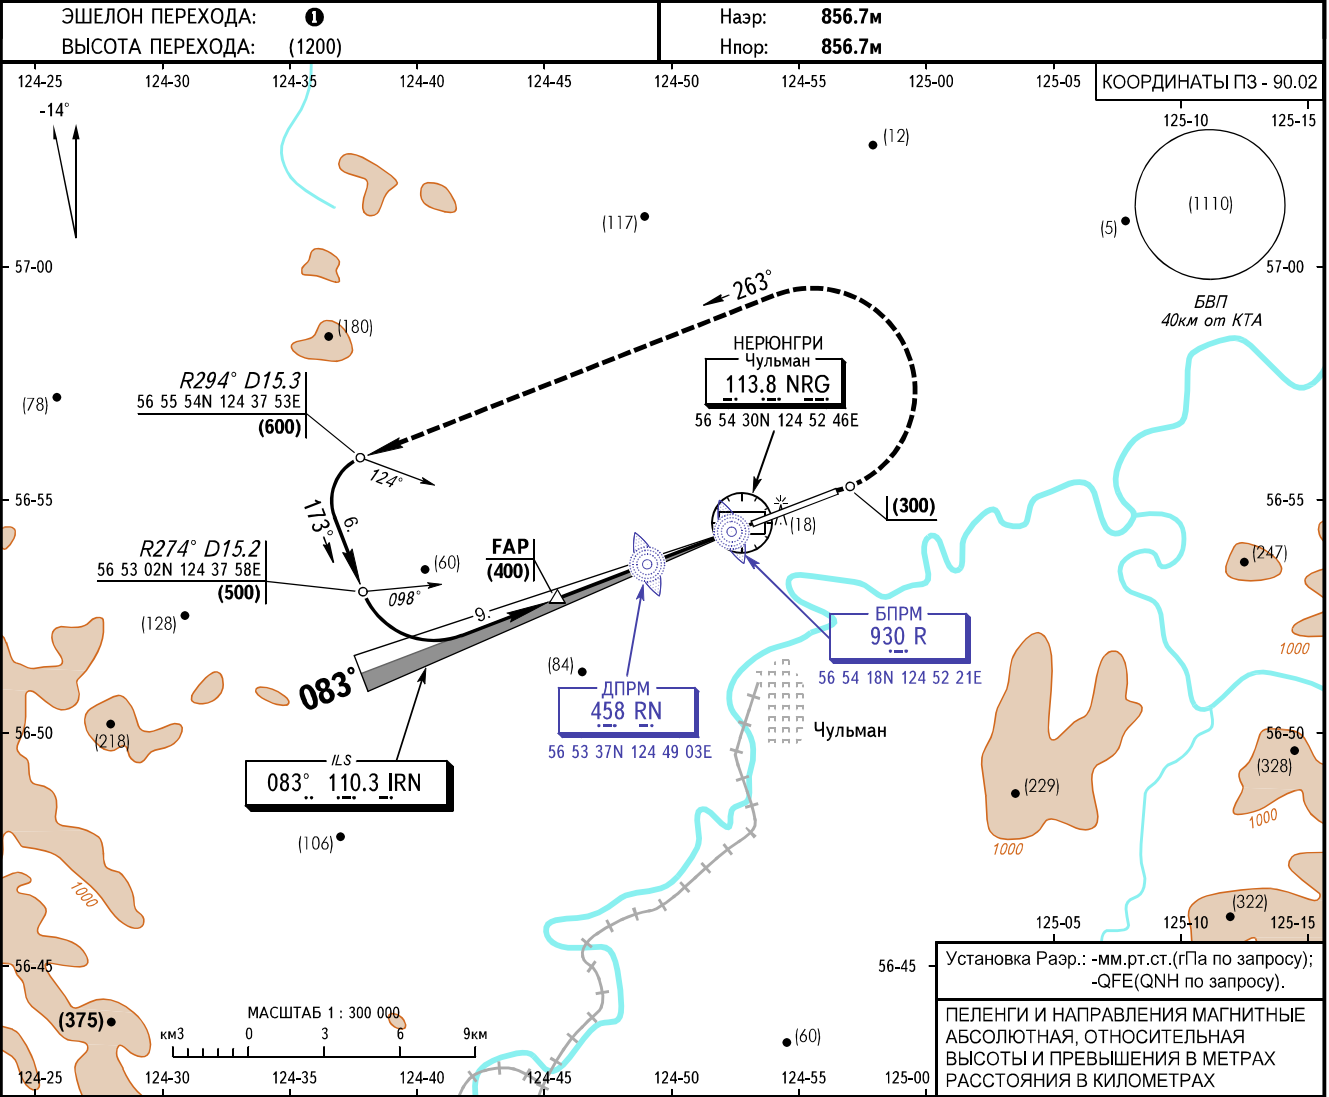 ЭШЕЛОН ПЕРЕХОДА: 1
ВЫСОТА ПЕРЕХОДА: (1200)
Наэр: 856.7м
Нпор: 856.7м
124-25 124-30 124-35 124-40 124-45 124-50 124-55 125-00 125-05
КООРДИНАТЫ ПЗ - 90.02
125-10 125-15
-14°
(12)
(117)
(5)
(1110)
57-00 57-00
БВП
40км от КТА
263°
(180)
НЕРЮНГРИ
Чульман
113.8 NRG
56 54 30N 124 52 46E
R294° D15.3
56 55 54N 124 37 53E
(600)
(78)
124°
56-55 56-55
173° 6.
(300)
(18)
R274° D15.2
56 53 02N 124 37 58E
(500)
098°
(60)
FAP
(400)
(247)
(128)
9.
БПРМ
930 R
56 54 18N 124 52 21E
1000
083°
(84)
ДПРМ
458 RN
56 53 37N 124 49 03E
Чульман
56-50 56-50
(218)
(328)
(229)
ILS
083° 110.3 IRN
1000
1000
(106)
1000
(322)
125-05 125-10 125-15
56-45 56-45
Установка Раэр.: -мм.рт.ст.(гПа по запросу);
-QFE(QNH по запросу).
(375)
МАСШТАБ 1 : 300 000
км3 0 3 6 9км
(60)
ПЕЛЕНГИ И НАПРАВЛЕНИЯ МАГНИТНЫЕ
АБСОЛЮТНАЯ, ОТНОСИТЕЛЬНАЯ
ВЫСОТЫ И ПРЕВЫШЕНИЯ В МЕТРАХ
РАССТОЯНИЯ В КИЛОМЕТРАХ
124-25 124-30 124-35 124-40 124-45 124-50 124-55 125-00